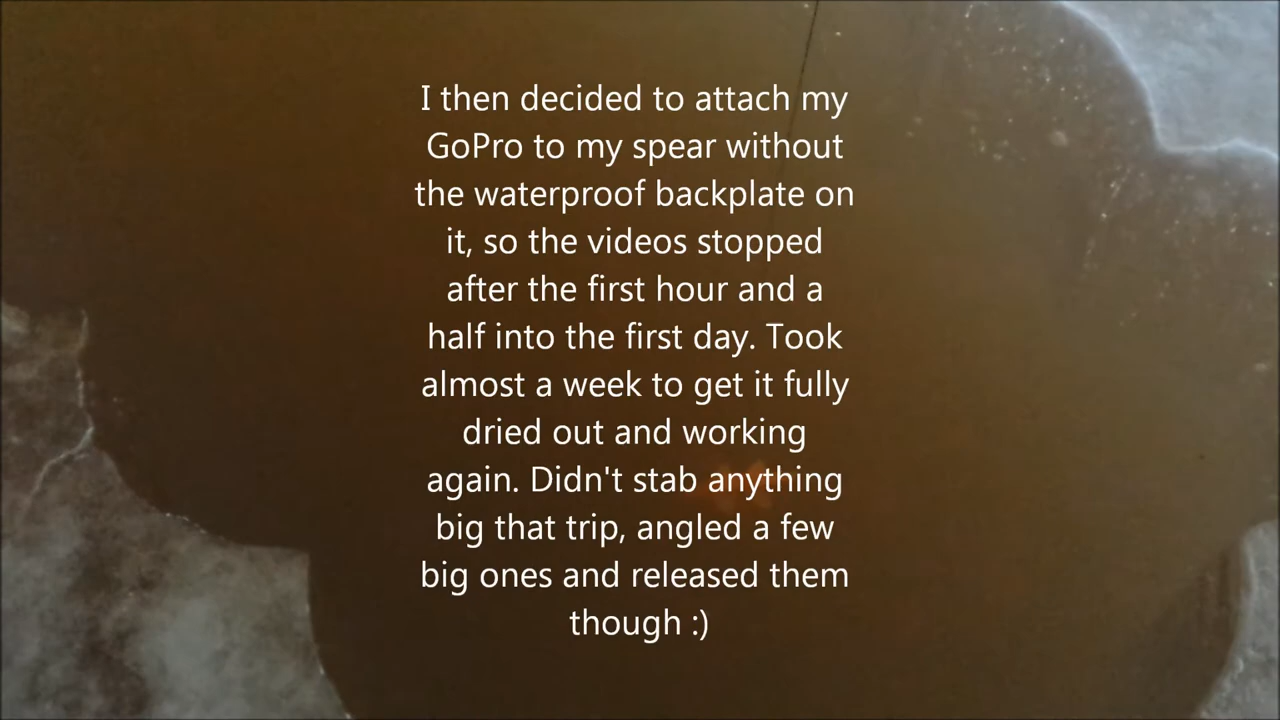 I then decided to attach my
GoPro to my spear without
the waterproof backplate on
it, so the videos stopped
after the first hour and a
half into the first day. Took
almost a week to get it fully
dried out and working
again. Didn't stab anything
big that trip, angled a few
big ones and released them
though :)